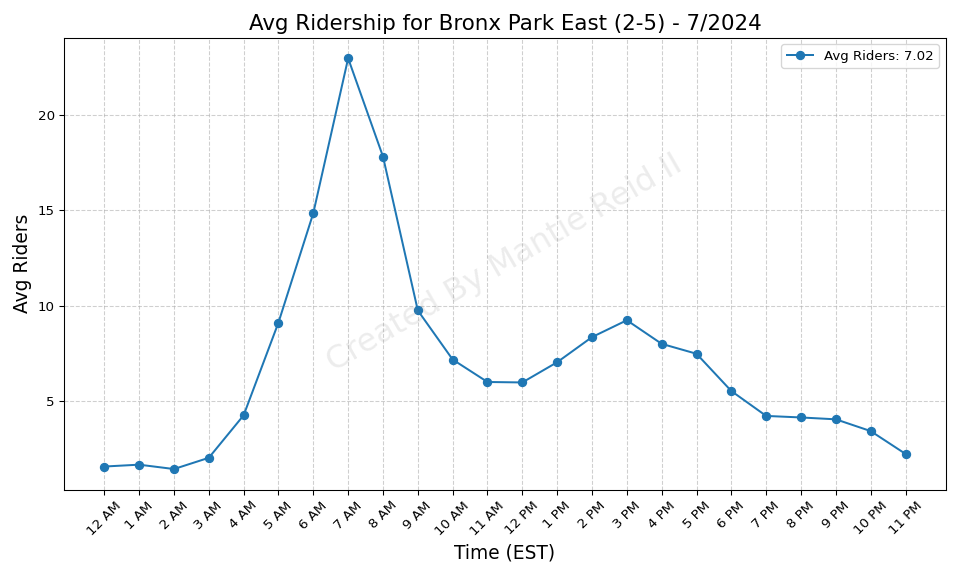 Avg Ridership for Bronx Park East (2-5) - 7/2024
Avg Riders: 7.02
Avg Riders
20
15
10
5
Created By Mantle Reid II
12 AM
1 AM
2 AM
3 AM
4 AM
5 AM
6 AM
7 AM
8 AM
9 AM
10 AM
11 AM
12 PM
1 PM
2 PM
3 PM
4 PM
5 PM
6 PM
7 PM
8 PM
9 PM
10 PM
11 PM
Time (EST)